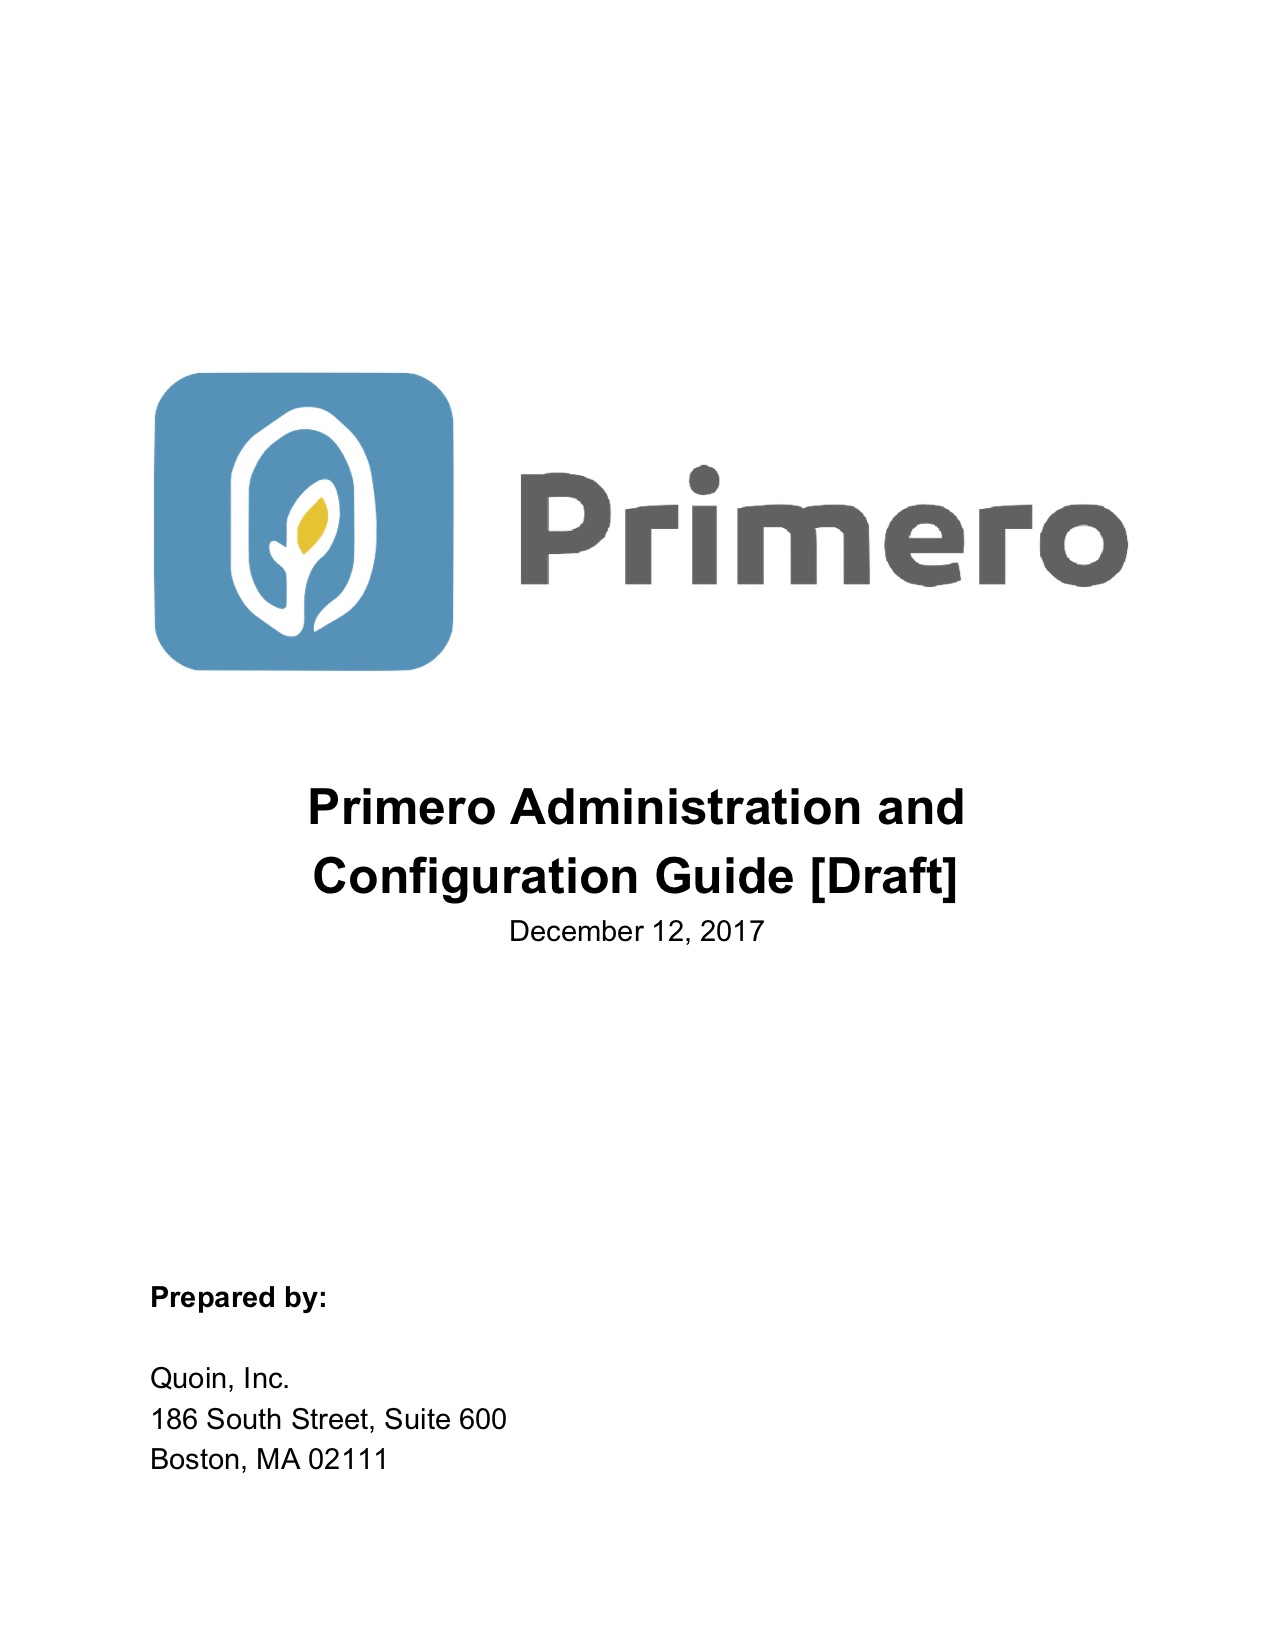 Primero
Primero Administration and
Configuration Guide [Draft]
December 12, 2017
Prepared by:
Quoin, Inc.
186 South Street, Suite 600
Boston, MA 02111